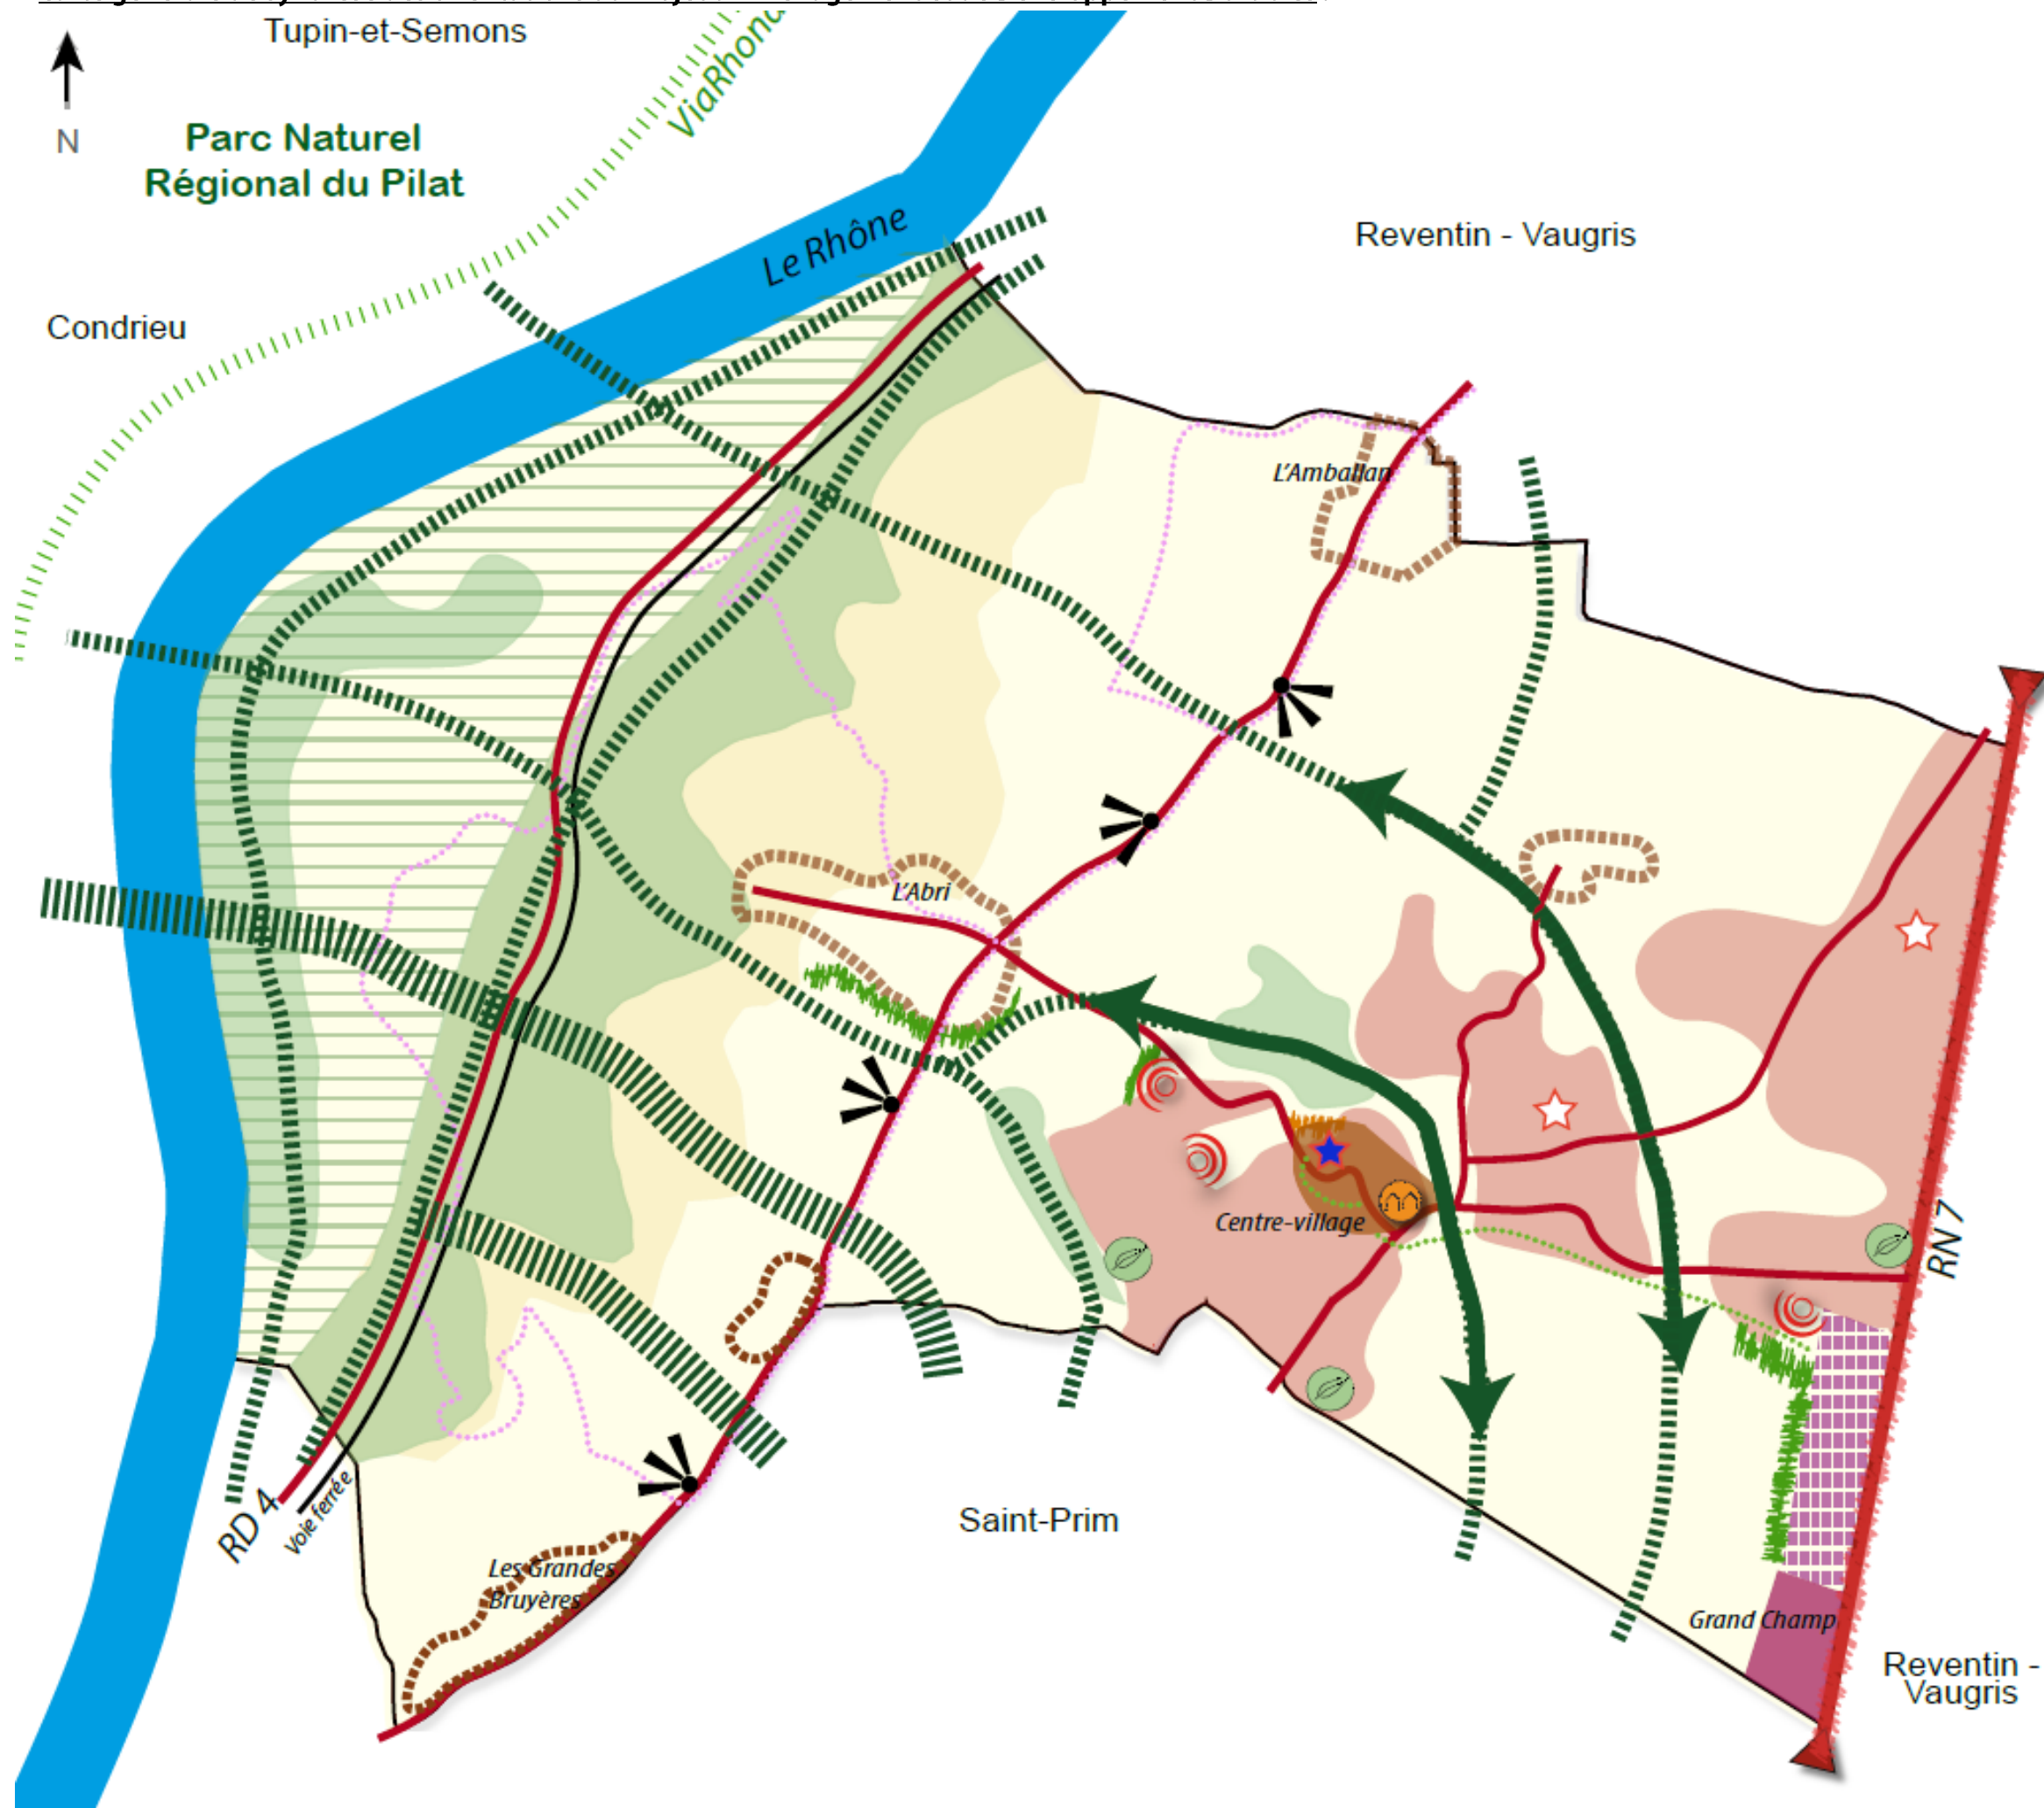 Tupin-et-Semons
ViaRhona
N
Parc Naturel
Régional du Pilat
Le Rhône
Reventin - Vaugris
Condrieu
L'Amballan
L'Abri
Centre-village
RN 7
RD 4
Voie ferrée
Saint-Prim
Les Grandes
Bruyères
Grand Champ
Reventin -
Vaugris